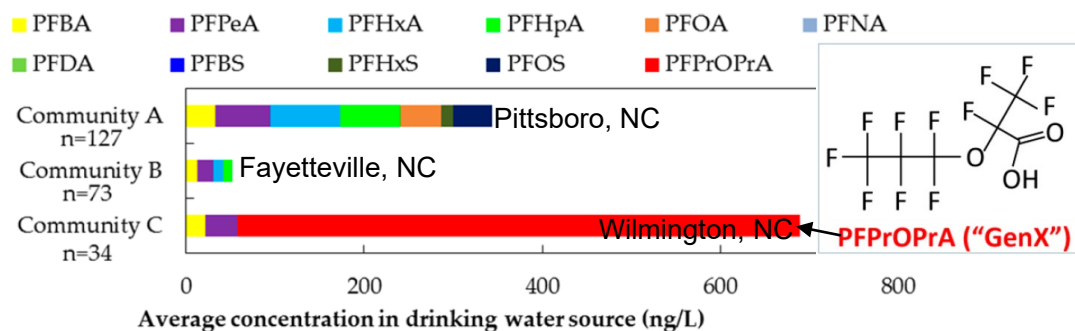 PFBA PFPeA PFHxA PFHpA PFOA PFNA
PFDA PFBS PFHxS PFOS PFPrOPrA
Community A
n=127
Pittsboro, NC
Community B
n=73
Fayetteville, NC
Community C
n=34
Wilmington, NC
0 200 400 600 800
Average concentration in drinking water source (ng/L)
F F F F F F F
F O O
F F F OH
PFPrOPrA ("GenX")